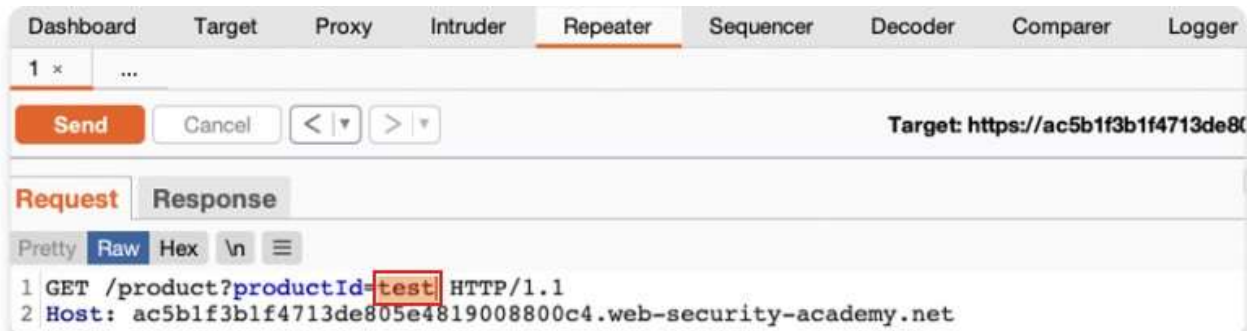 Dashboard Target Proxy Intruder Repeater Sequencer Decoder Comparer Logger
1 × ...
Send Cancel < ▾ > ▾ Target: https://ac5b1f3b1f4713de80
Request Response
Pretty Raw Hex \n ≡
1 GET /product?productId=test HTTP/1.1
2 Host: ac5b1f3b1f4713de805e4819008800c4.web-security-academy.net